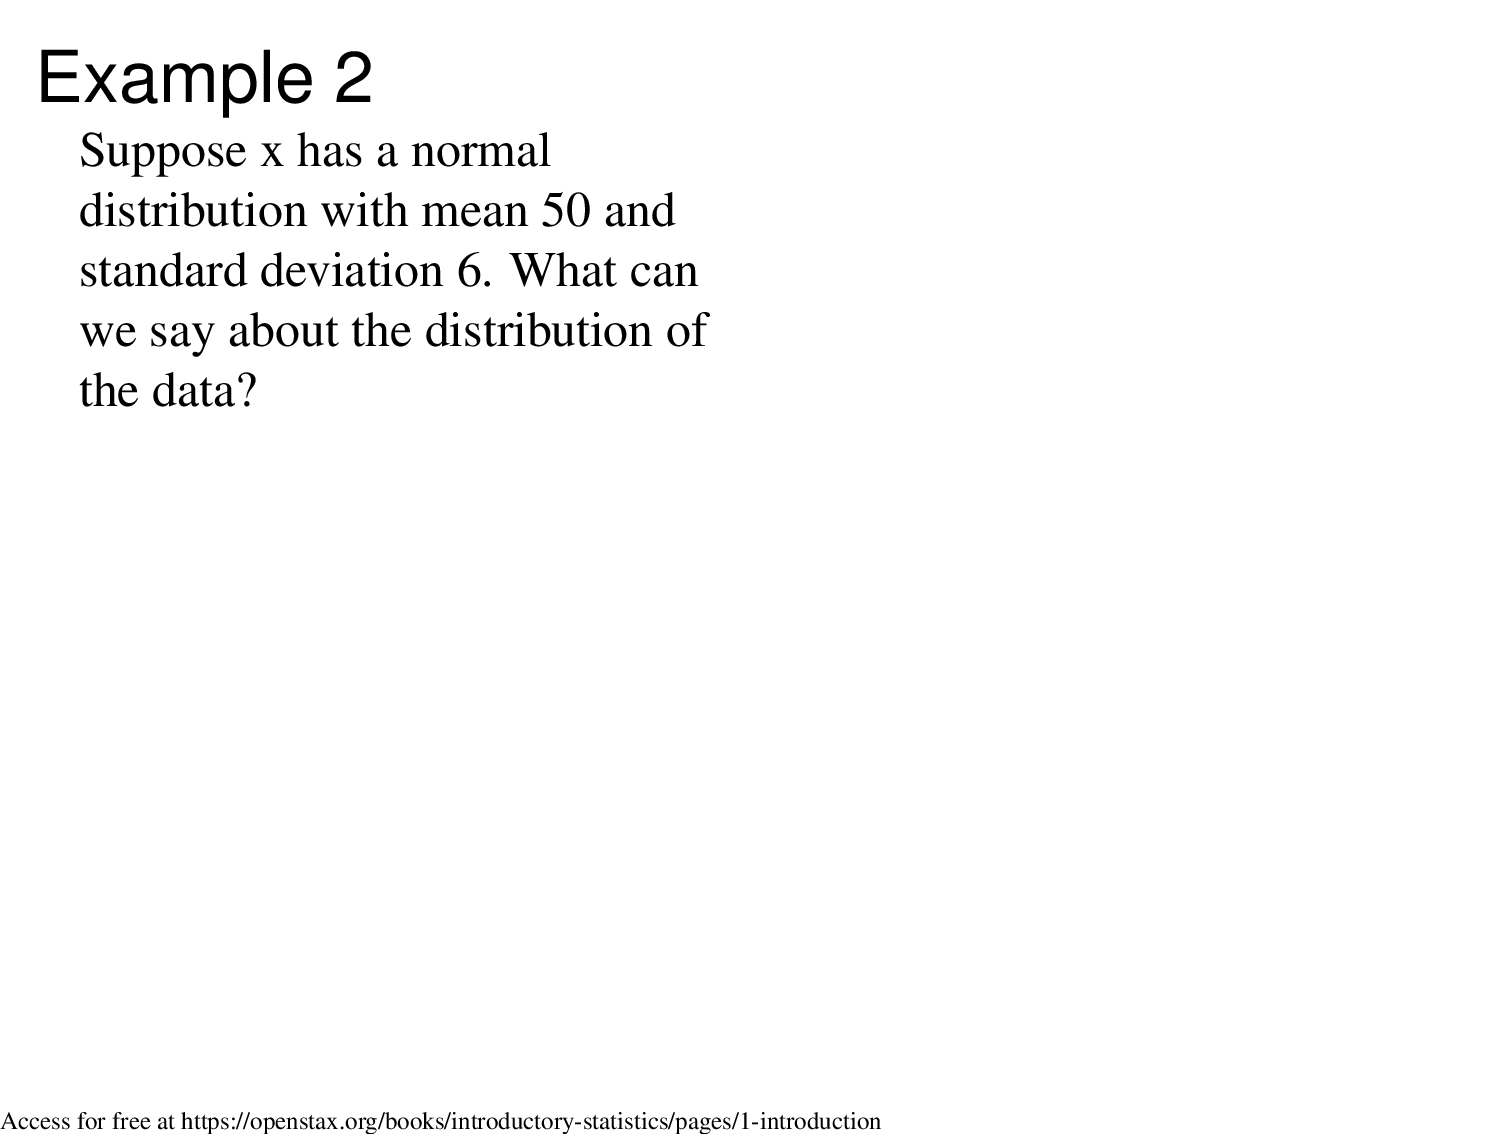 Example 2
Suppose x has a normal
distribution with mean 50 and
standard deviation 6. What can
we say about the distribution of
the data?
Access for free at https://openstax.org/books/introductory-statistics/pages/1-introduction